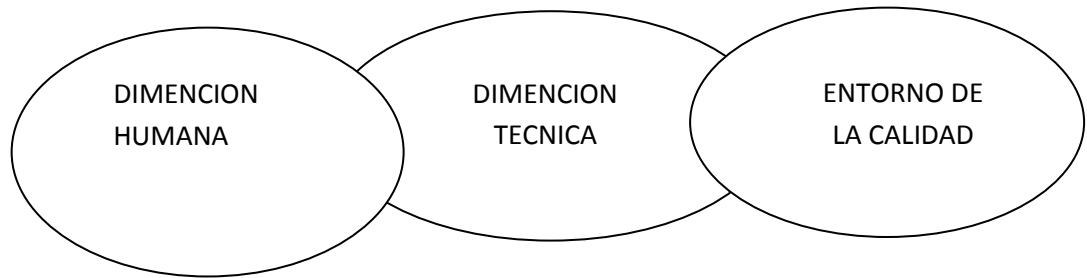 DIMENCION
HUMANA
DIMENCION
TECNICA
ENTORNO DE
LA CALIDAD